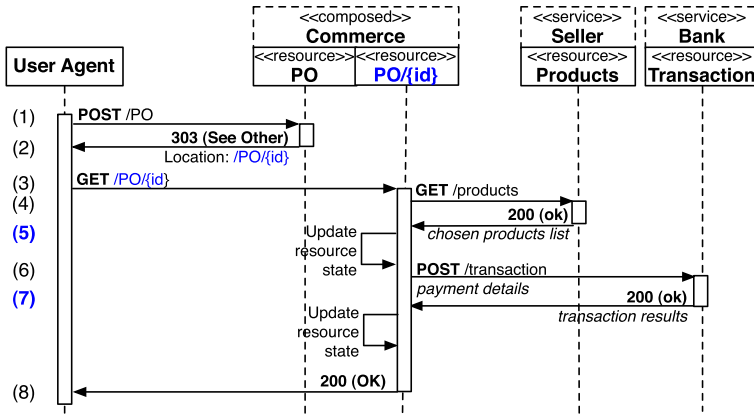 <<composed>>
Commerce
<<service>>
Seller
<<service>>
Bank
User Agent
<<resource>>
PO
<<resource>>
PO/{id}
<<resource>>
Products
<<resource>>
Transaction
(1)
POST /PO
303 (See Other)
(2)
Location: /PO/{id}
(3)
GET /PO/{id}
(4)
GET /products
200 (ok)
chosen products list
(5)
Update
resource
state
(6)
POST /transaction
payment details
(7)
200 (ok)
transaction results
Update
resource
state
(8)
200 (OK)